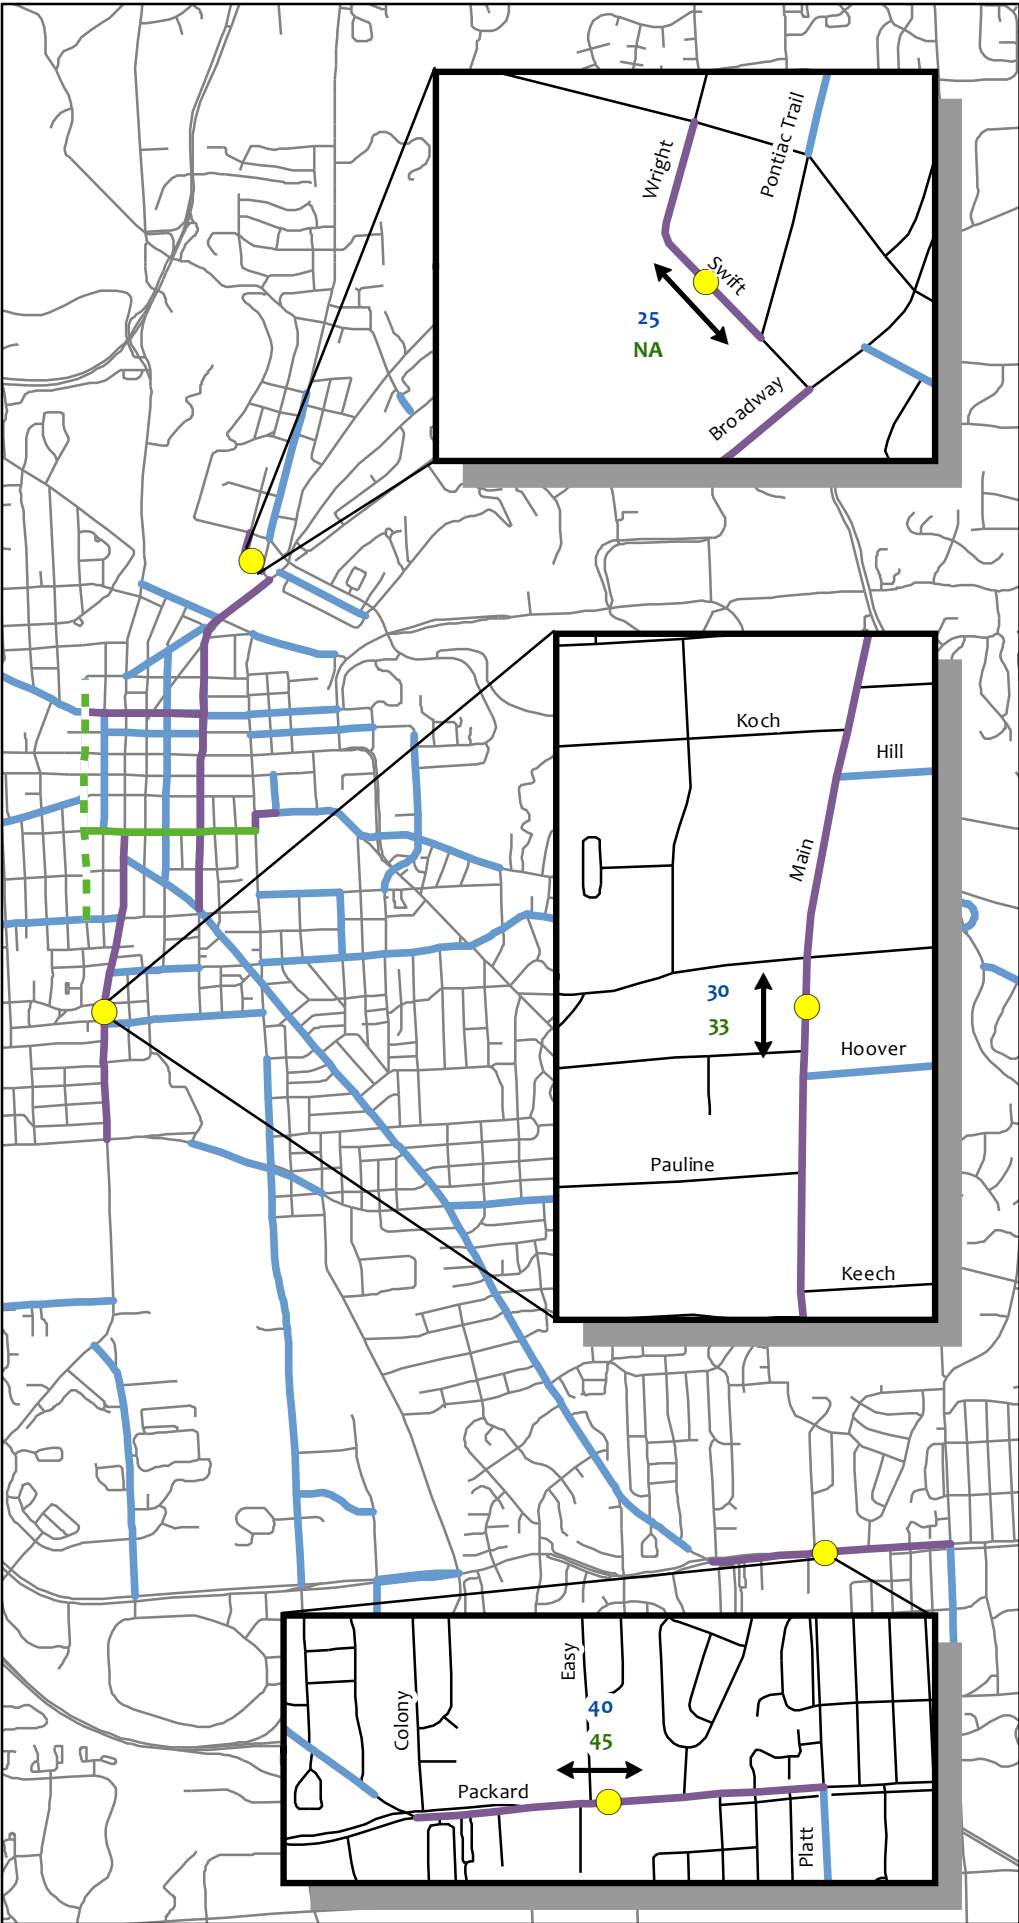 Wright
Pontiac Trail
Swift
25
NA
Broadway
Koch
Hill
Main
30
33
Hoover
Pauline
Keech
Easy
Colony
40
45
Packard
Platt